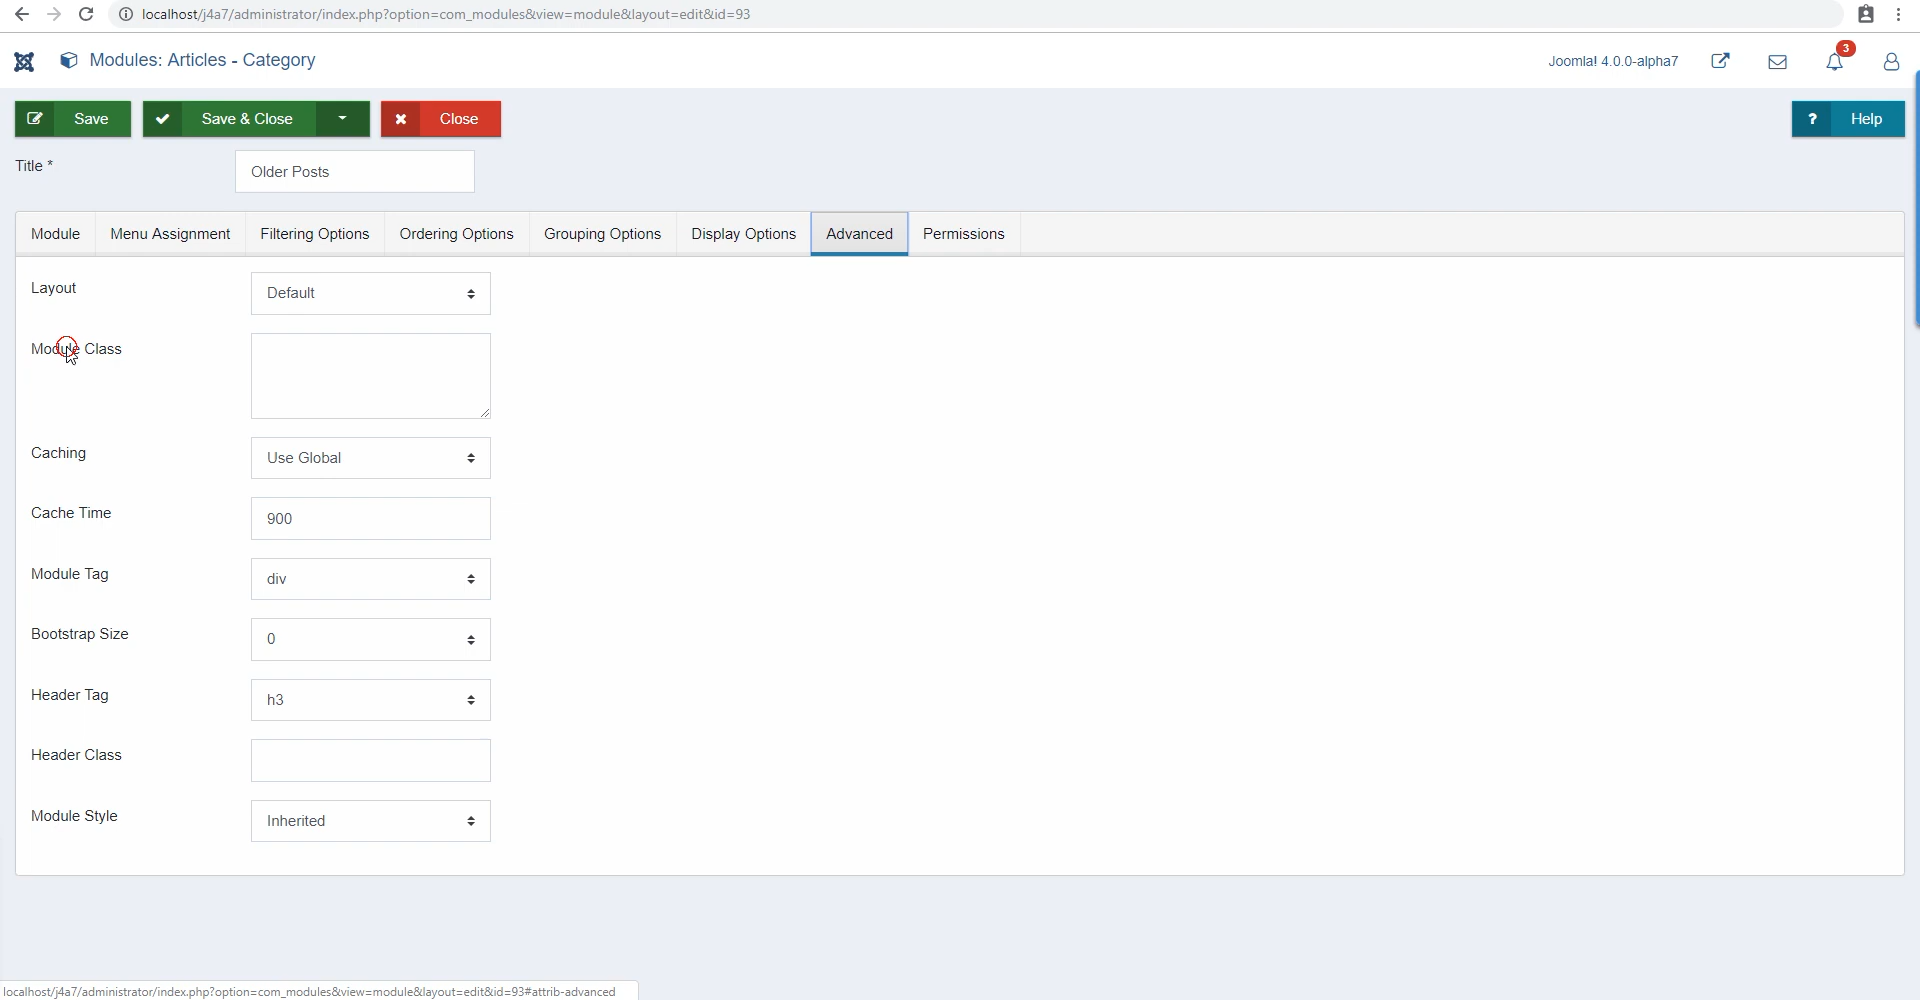 localhost/j4a7/administrator/index.php?option=com_modules&view=module&layout=edit&id=93
Modules: Articles - Category
Joomla! 4.0.0-alpha7
3
Save
Save & Close
Close
? Help
Title *
Older Posts
Module
Menu Assignment
Filtering Options
Ordering Options
Grouping Options
Display Options
Advanced
Permissions
Layout
Default
Module Class
Caching
Use Global
Cache Time
900
Module Tag
div
Bootstrap Size
0
Header Tag
h3
Header Class
Module Style
Inherited
localhost/j4a7/administrator/index.php?option=com_modules&view=module&layout=edit&id=93#attrib-advanced